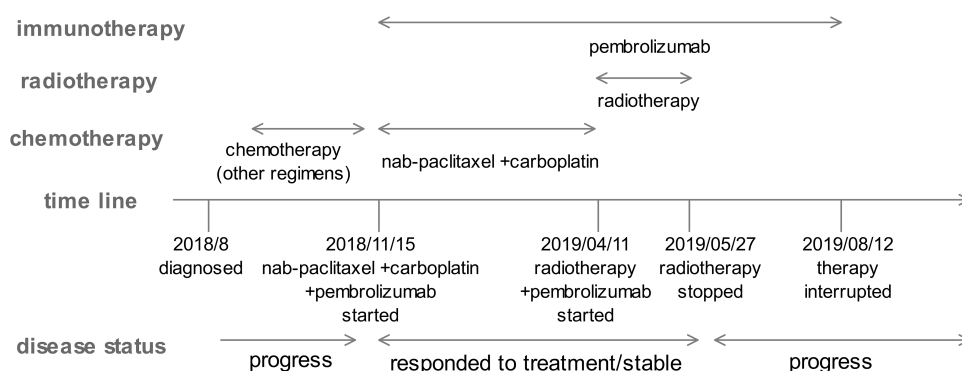 immunotherapy
pembrolizumab
radiotherapy
radiotherapy
chemotherapy
chemotherapy
(other regimens)
nab-paclitaxel +carboplatin
time line
2018/8
diagnosed
2018/11/15
nab-paclitaxel +carboplatin
+pembrolizumab
started
2019/04/11
radiotherapy
+pembrolizumab
started
2019/05/27
radiotherapy
stopped
2019/08/12
therapy
interrupted
disease status
progress
responded to treatment/stable
progress